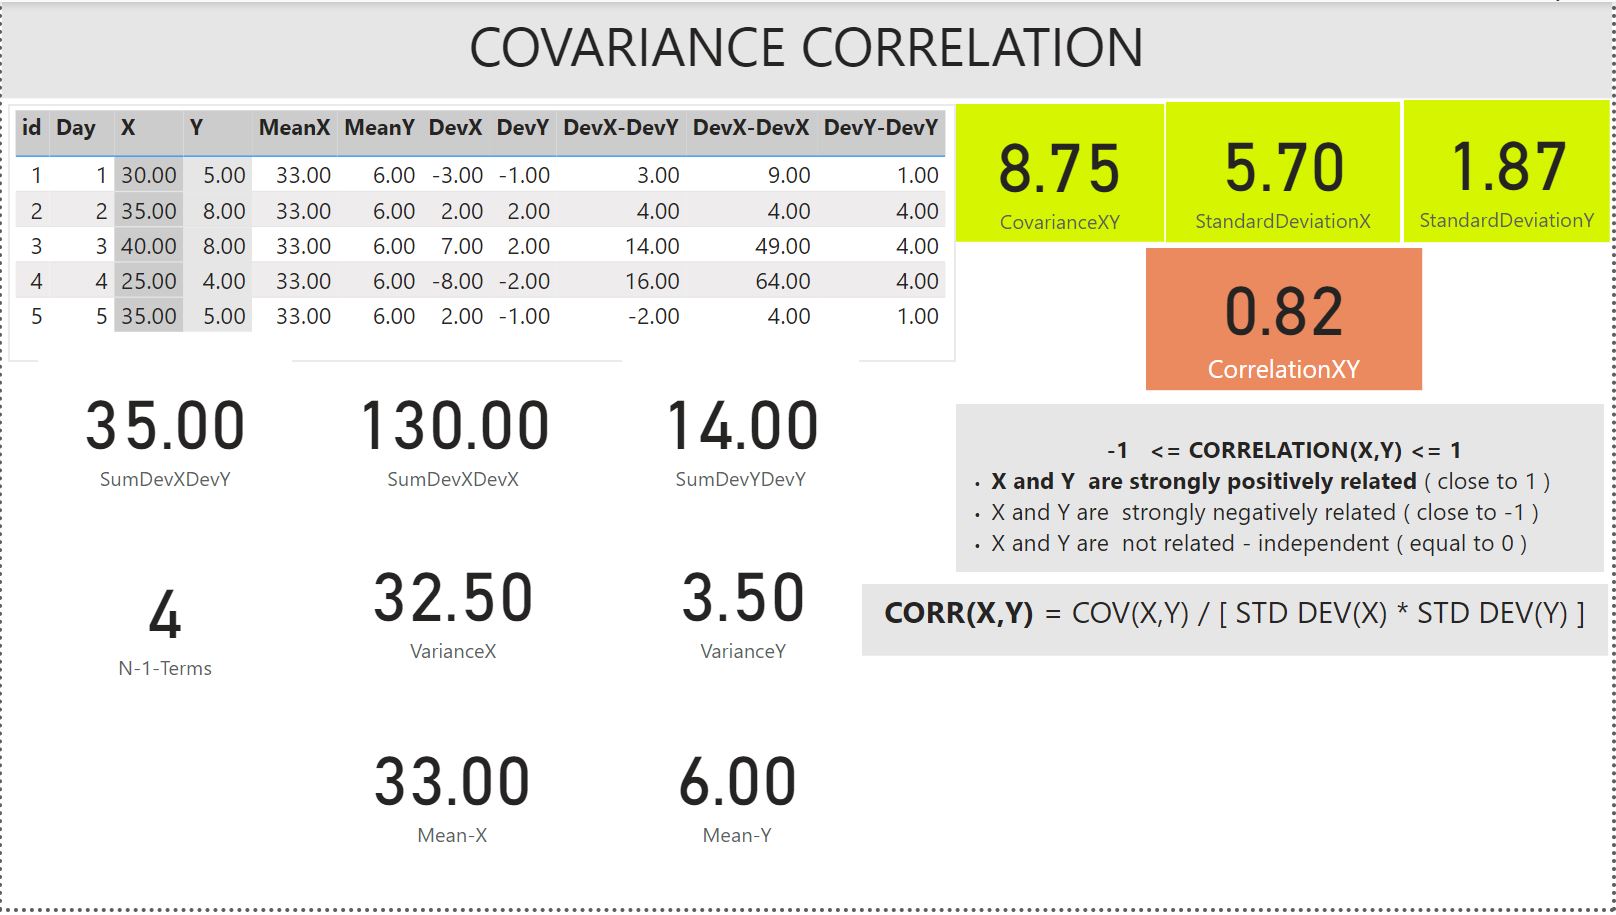 COVARIANCE CORRELATION
id Day X Y MeanX MeanY DevX DevY DevX-DevY DevX-DevX DevY-DevY
1 1 30.00 5.00 33.00 6.00 -3.00 -1.00 3.00 9.00 1.00
2 2 35.00 8.00 33.00 6.00 2.00 2.00 4.00 4.00 4.00
3 3 40.00 8.00 33.00 6.00 7.00 2.00 14.00 49.00 4.00
4 4 25.00 4.00 33.00 6.00 -8.00 -2.00 16.00 64.00 4.00
5 5 35.00 5.00 33.00 6.00 2.00 -1.00 -2.00 4.00 1.00
8.75
CovarianceXY
5.70
StandardDeviationX
1.87
StandardDeviationY
0.82
CorrelationXY
35.00
SumDevXDevY
130.00
SumDevXDevX
14.00
SumDevYDevY
-1 <= CORRELATION(X,Y) <= 1
• X and Y are strongly positively related ( close to 1 )
• X and Y are strongly negatively related ( close to -1 )
• X and Y are not related - independent ( equal to 0 )
CORR(X,Y) = COV(X,Y) / [ STD DEV(X) * STD DEV(Y) ]
4
N-1-Terms
32.50
VarianceX
3.50
VarianceY
33.00
Mean-X
6.00
Mean-Y